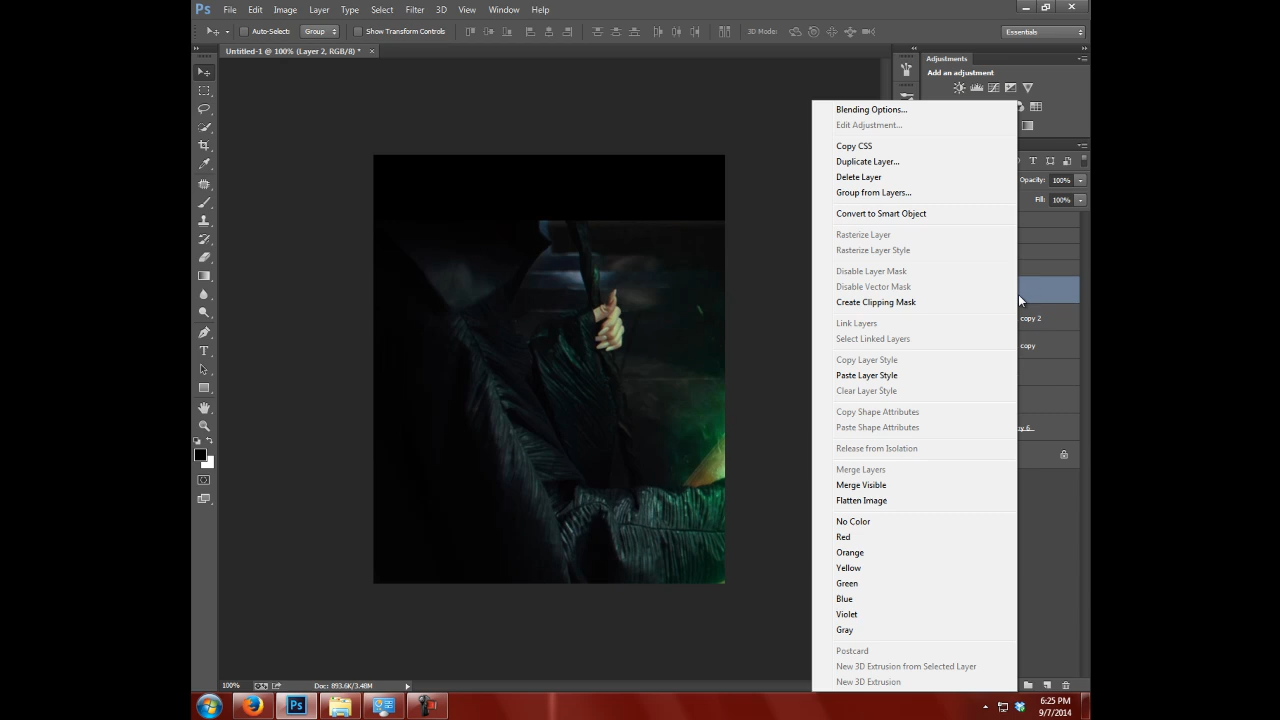 Ps File Edit Image Layer Type Select Filter 3D View Window Help
Auto-Select: Group Show Transform Controls 3D Mode: Essentials
Untitled-1 @ 100% (Layer 2, RGB/8) * ×
Adjustments
Add an adjustment
Blending Options...
Edit Adjustment...
Copy CSS
Duplicate Layer...
Delete Layer
Group from Layers...
Convert to Smart Object
Rasterize Layer
Rasterize Layer Style
Disable Layer Mask
Disable Vector Mask
Create Clipping Mask
Link Layers
Select Linked Layers
Copy Layer Style
Paste Layer Style
Clear Layer Style
Copy Shape Attributes
Paste Shape Attributes
Release from Isolation
Merge Layers
Merge Visible
Flatten Image
No Color
Red
Orange
Yellow
Green
Blue
Violet
Gray
Postcard
New 3D Extrusion from Selected Layer
New 3D Extrusion
Opacity: 100%
Fill: 100%
copy 2
copy
100% Doc: 893.6K/3.48M
Ps
6:25 PM
9/7/2014